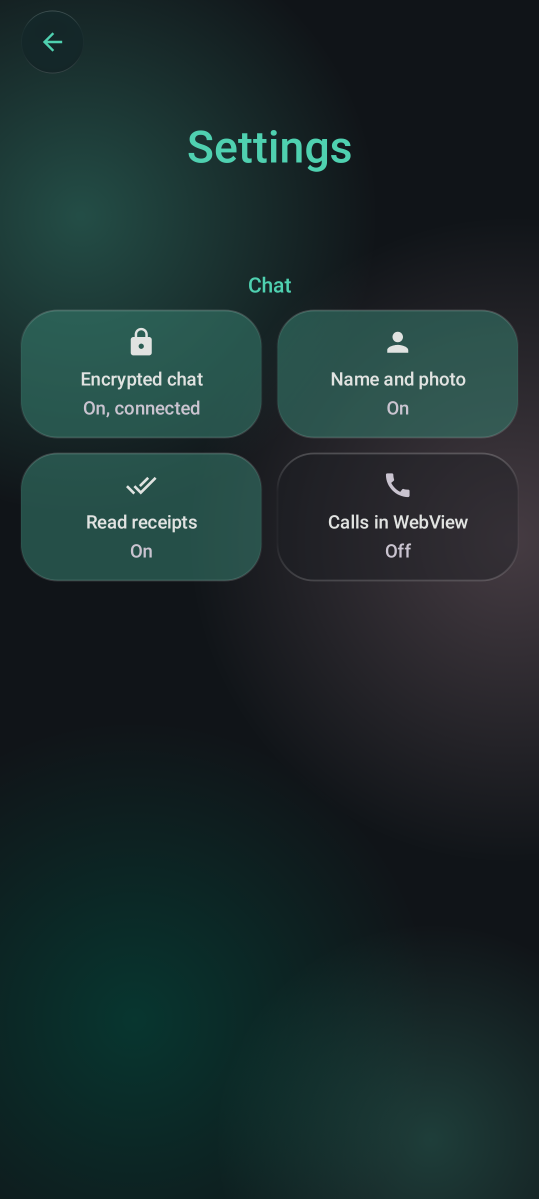 Settings
Chat
Encrypted chat
On, connected
Name and photo
On
Read receipts
On
Calls in WebView
Off